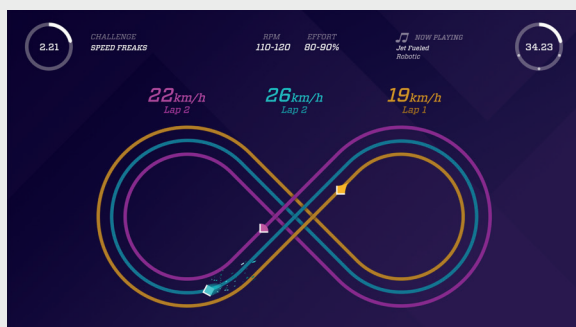 2.21
CHALLENGE
SPEED FREAKS
RPM
110-120
EFFORT
80-90%
NOW PLAYING
Jet Fueled
Robotic
34.23
22km/h
Lap 2
26km/h
Lap 2
19km/h
Lap 1